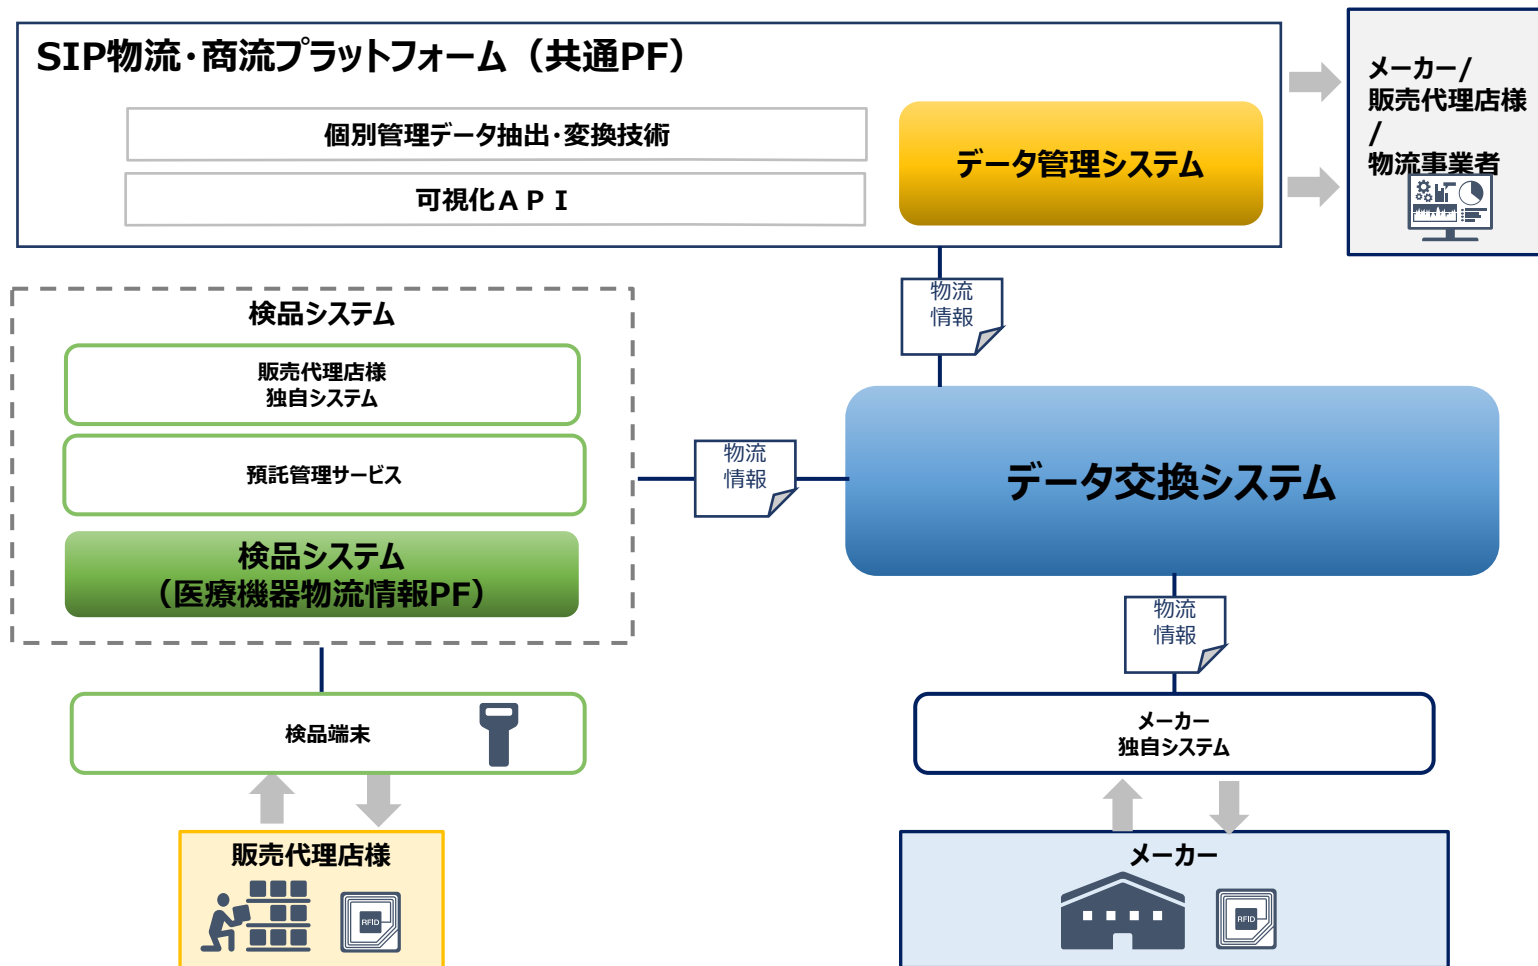 SIP物流・商流プラットフォーム（共通PF）
個別管理データ抽出・変換技術
可視化ＡＰＩ
データ管理システム
メーカー/
販売代理店様
/
物流事業者
物流
情報
検品システム
販売代理店様
独自システム
預託管理サービス
検品システム
（医療機器物流情報PF）
物流
情報
データ交換システム
物流
情報
検品端末
メーカー
独自システム
販売代理店様
RFID
メーカー
RFID